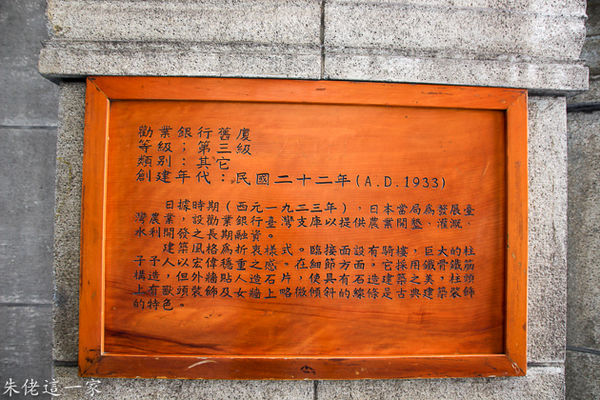 勸業銀行舊廈
等級：第三級
類別：其它
創建年代：民國二十二年(A.D.1933)
日據時期（西元一九三三年），日本當局為發展臺
灣農業，設勸業銀行臺灣支庫以提供農業開墾、灌溉、
水利開發之長期融資。
建築風格為折衷樣式。臨接面設有騎樓，巨大的柱
子予人以宏偉穩重之感。在細節方面，它採用鐵骨鐵筋
構造，但外牆貼人造石片，使具有石造建築之美，柱頭
上有獸頭裝飾及女牆上略微傾斜的線條是古典建築裝飾
的特色。
朱佬這一家